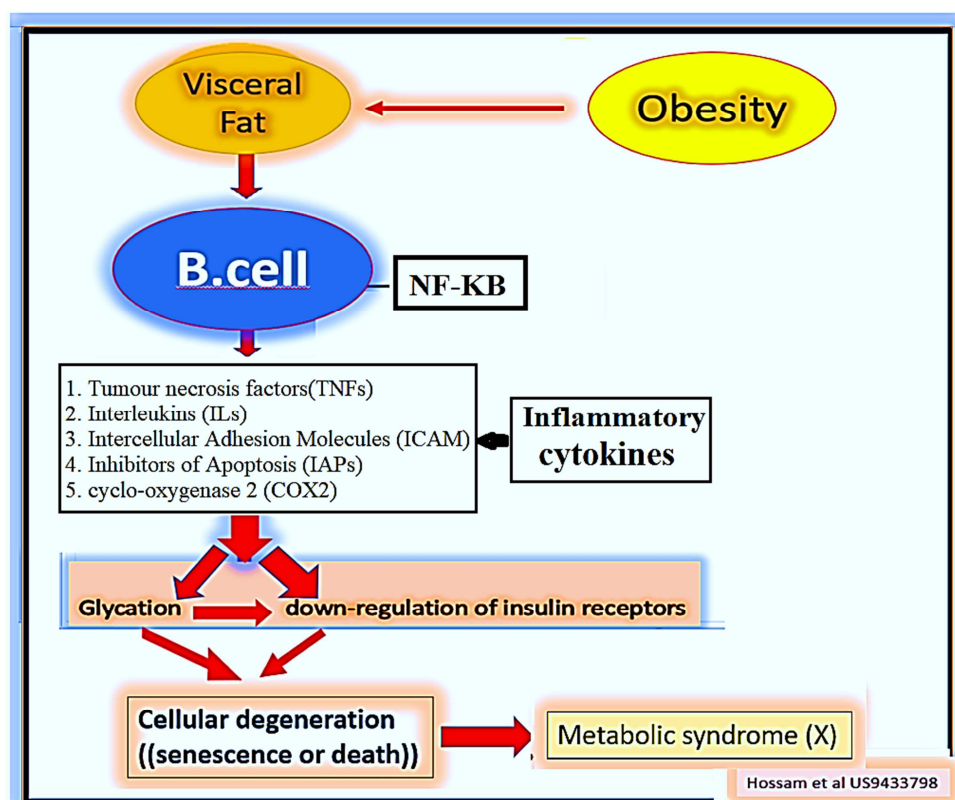 Visceral
Fat
Obesity
B.cell
NF-KB
1. Tumour necrosis factors(TNFs)
2. Interleukins (ILs)
3. Intercellular Adhesion Molecules (ICAM)
4. Inhibitors of Apoptosis (IAPs)
5. cyclo-oxygenase 2 (COX2)
Inflammatory
cytokines
Glycation
down-regulation of insulin receptors
Cellular degeneration
((senescence or death))
Metabolic syndrome (X)
Hossam et al US9433798